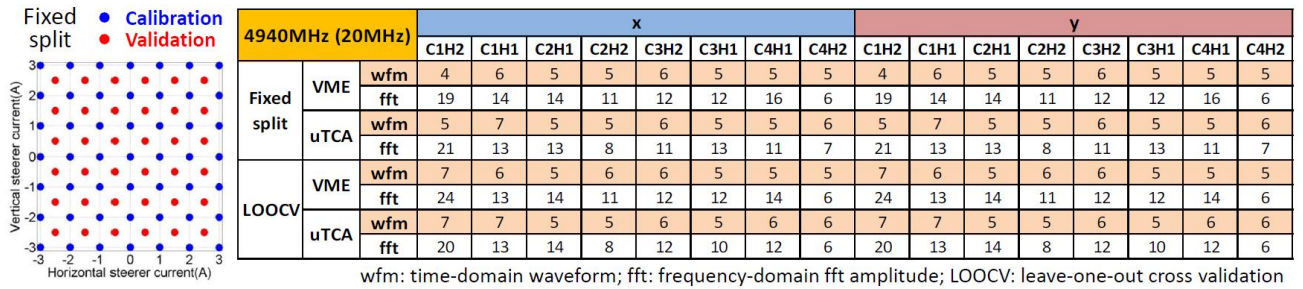 Fixed split
Calibration
Validation
Vertical steerer current(A)
3
2
1
0
-1
-2
-3
-3 -2 -1 0 1 2 3
Horizontal steerer current(A)
4940MHz (20MHz) x y
C1H2 C1H1 C2H1 C2H2 C3H2 C3H1 C4H1 C4H2 C1H2 C1H1 C2H1 C2H2 C3H2 C3H1 C4H1 C4H2
Fixed split VME wfm 4 6 5 5 6 5 5 5 4 6 5 5 6 5 5 5
fft 19 14 14 11 12 12 16 6 19 14 14 11 12 12 16 6
uTCA wfm 5 7 5 5 6 5 5 6 5 7 5 5 6 5 5 6
fft 21 13 13 8 11 13 11 7 21 13 13 8 11 13 11 7
LOOCV VME wfm 7 6 5 6 6 5 5 5 7 6 5 6 6 5 5 5
fft 24 13 14 11 12 12 14 6 24 13 14 11 12 12 14 6
uTCA wfm 7 7 5 5 6 5 6 6 7 7 5 5 6 5 6 6
fft 20 13 14 8 12 10 12 6 20 13 14 8 12 10 12 6
wfm: time-domain waveform; fft: frequency-domain fft amplitude; LOOCV: leave-one-out cross validation